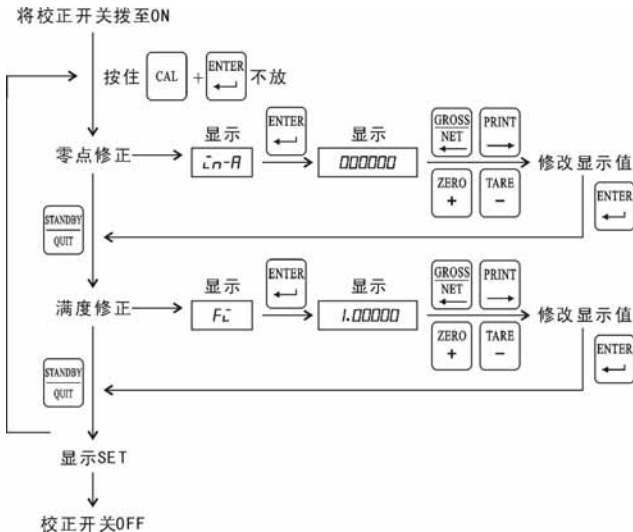 将校正开关拨至ON
按住 CAL + ENTER 不放
零点修正 显示 in-A ENTER 显示 000000 GROSS NET PRINT ZERO + TARE - 修改显示值
ENTER
STANDBY QUIT
满度修正 显示 Fi ENTER 显示 1.00000 GROSS NET PRINT ZERO + TARE - 修改显示值
ENTER
STANDBY QUIT
显示SET
校正开关OFF